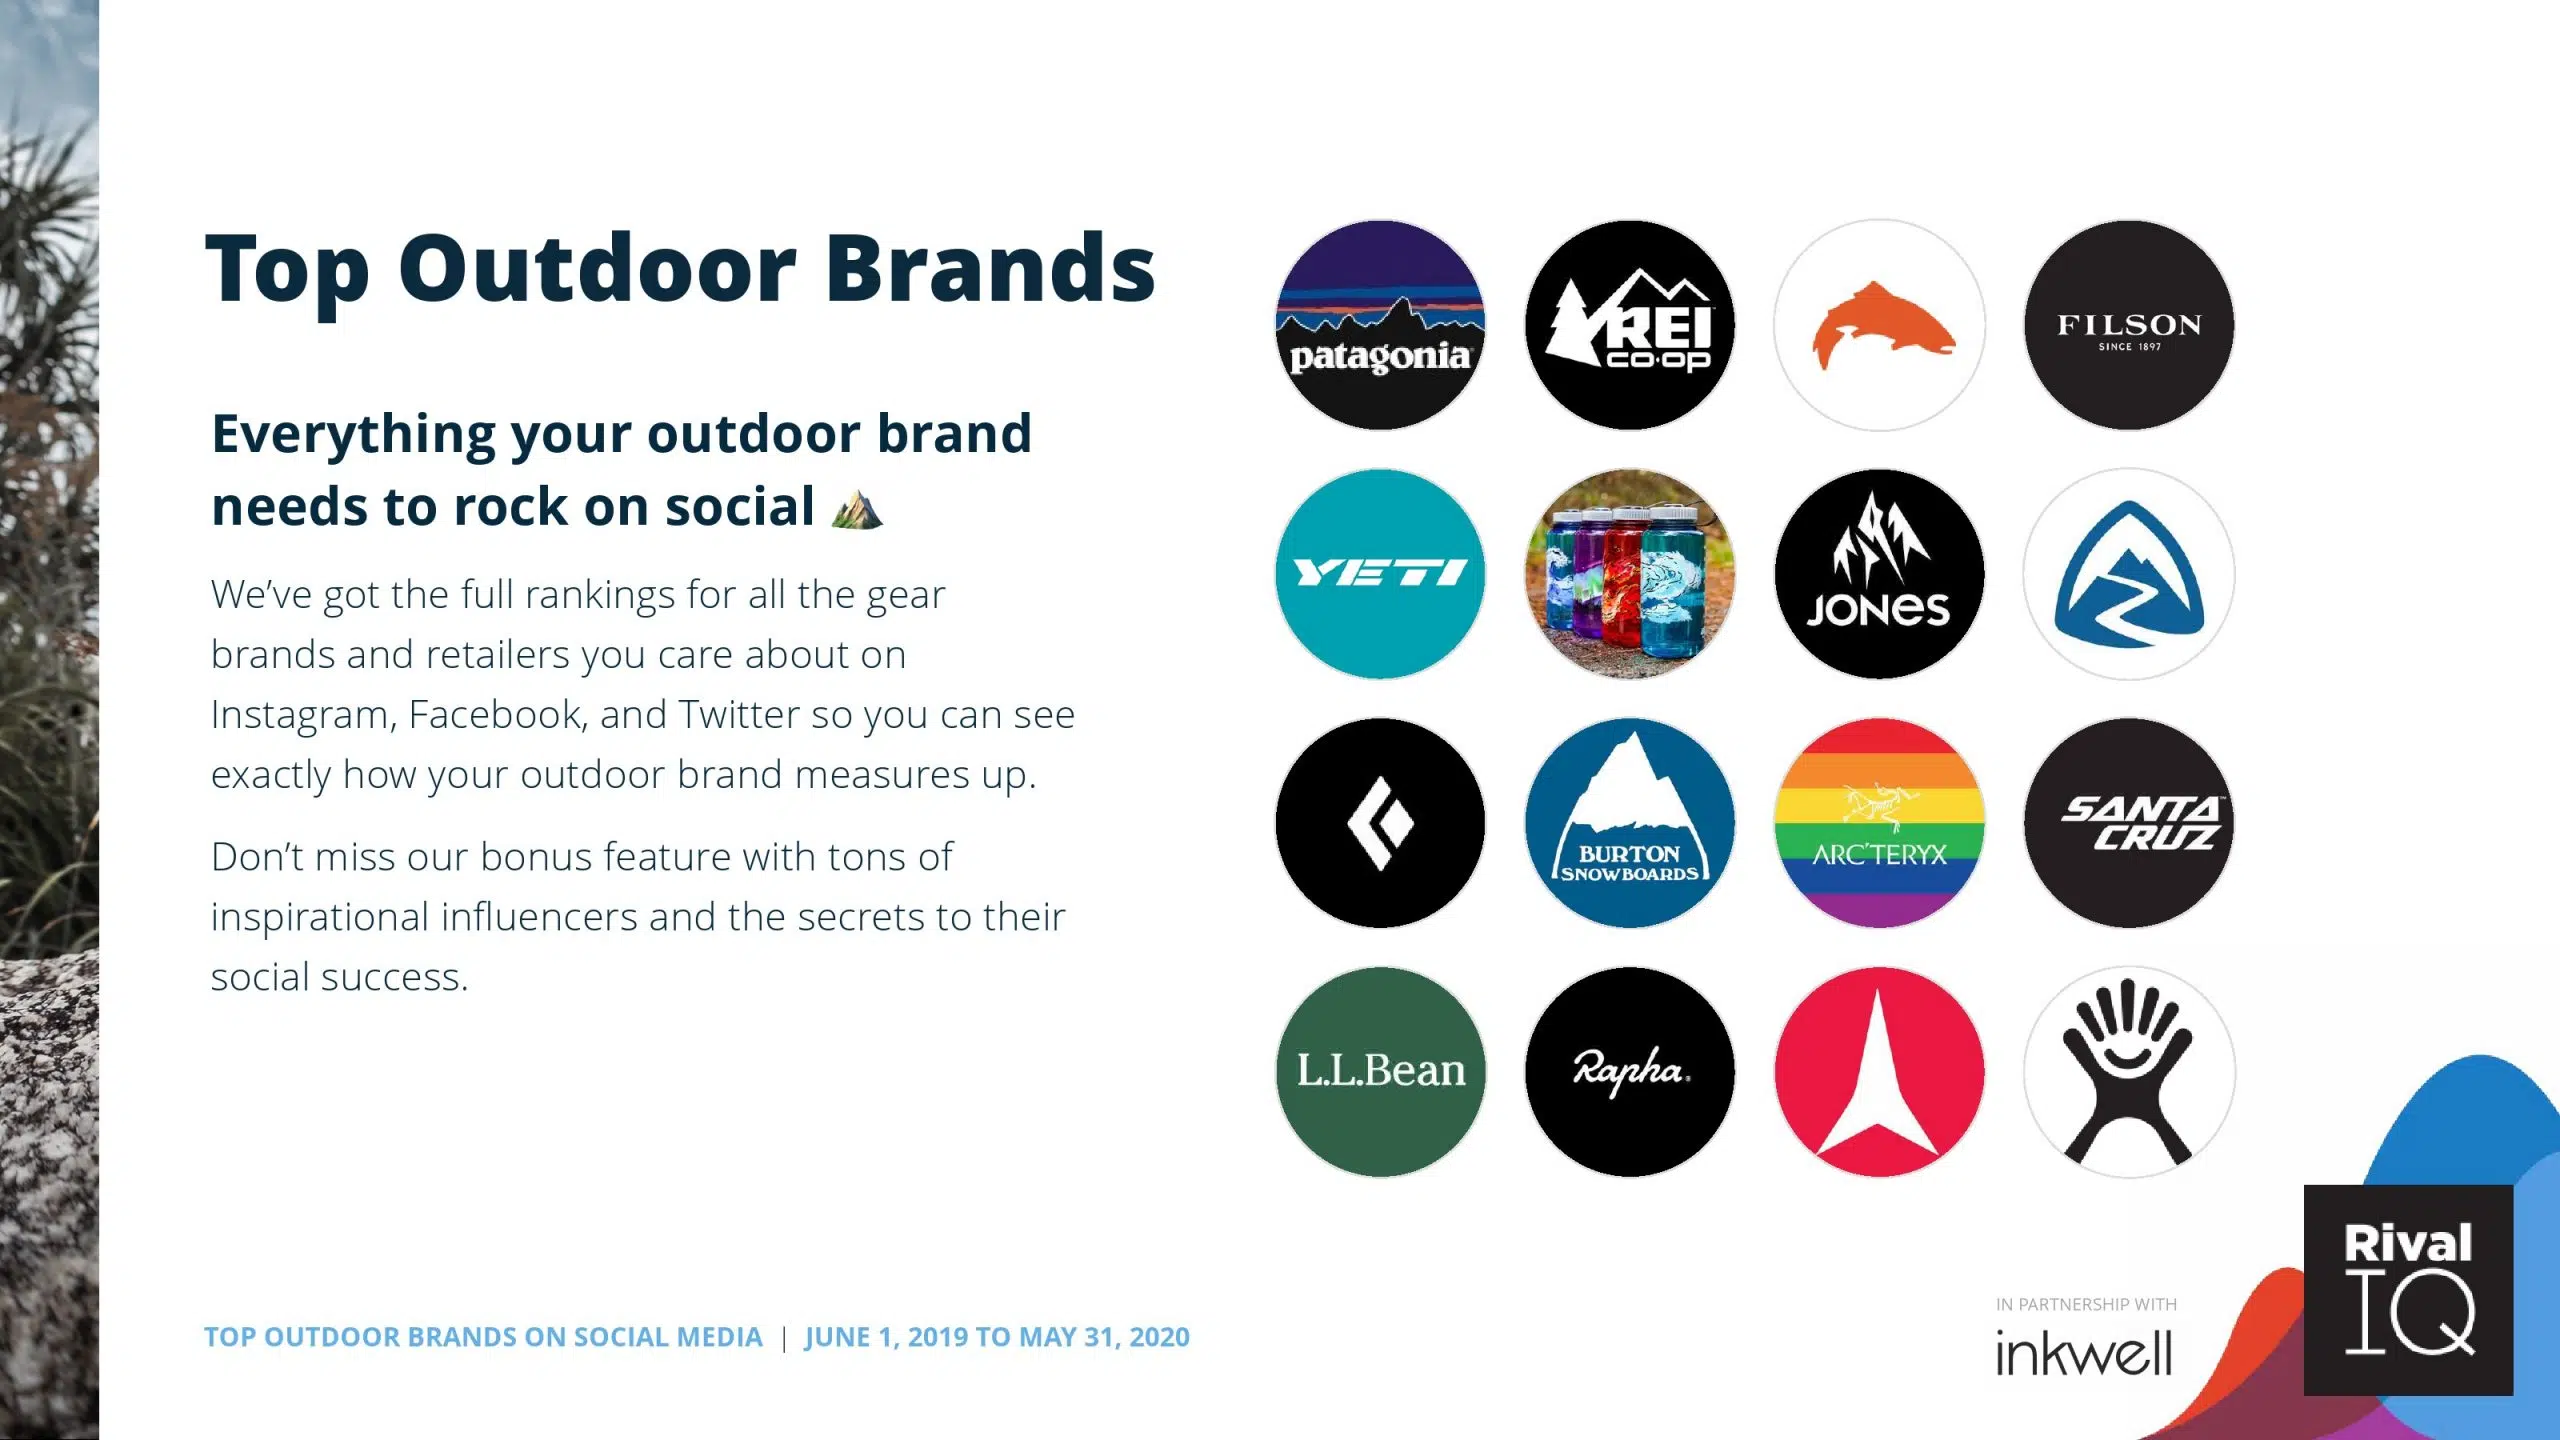 Top Outdoor Brands
Everything your outdoor brand
needs to rock on social
We’ve got the full rankings for all the gear
brands and retailers you care about on
Instagram, Facebook, and Twitter so you can see
exactly how your outdoor brand measures up.
Don’t miss our bonus feature with tons of
inspirational influencers and the secrets to their
social success.
patagonia
REI
CO·OP
FILSON
SINCE 1897
YETI
JONES
BURTON
SNOWBOARDS
ARC'TERYX
SANTA
CRUZ
L.L.Bean
Rapha®
TOP OUTDOOR BRANDS ON SOCIAL MEDIA | JUNE 1, 2019 TO MAY 31, 2020
IN PARTNERSHIP WITH
inkwell
Rival
IQ